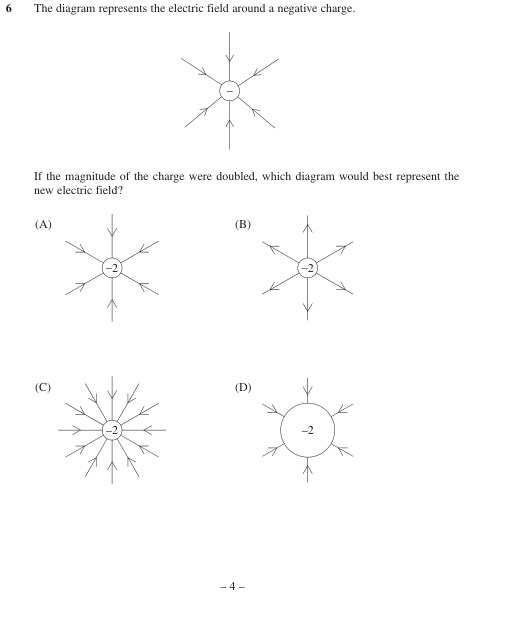 6 The diagram represents the electric field around a negative charge.
–
If the magnitude of the charge were doubled, which diagram would best represent the
new electric field?
(A) –2
(B) –2
(C) –2
(D) –2
– 4 –